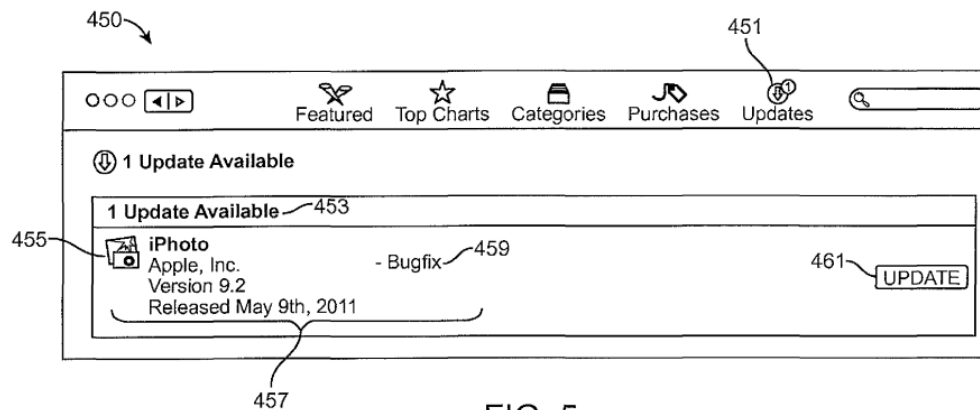 450
451
1
Featured Top Charts Categories Purchases Updates
1 Update Available
1 Update Available 453
455 iPhoto
Apple, Inc. - Bugfix 459 461 UPDATE
Version 9.2
Released May 9th, 2011
457
FIG. 5